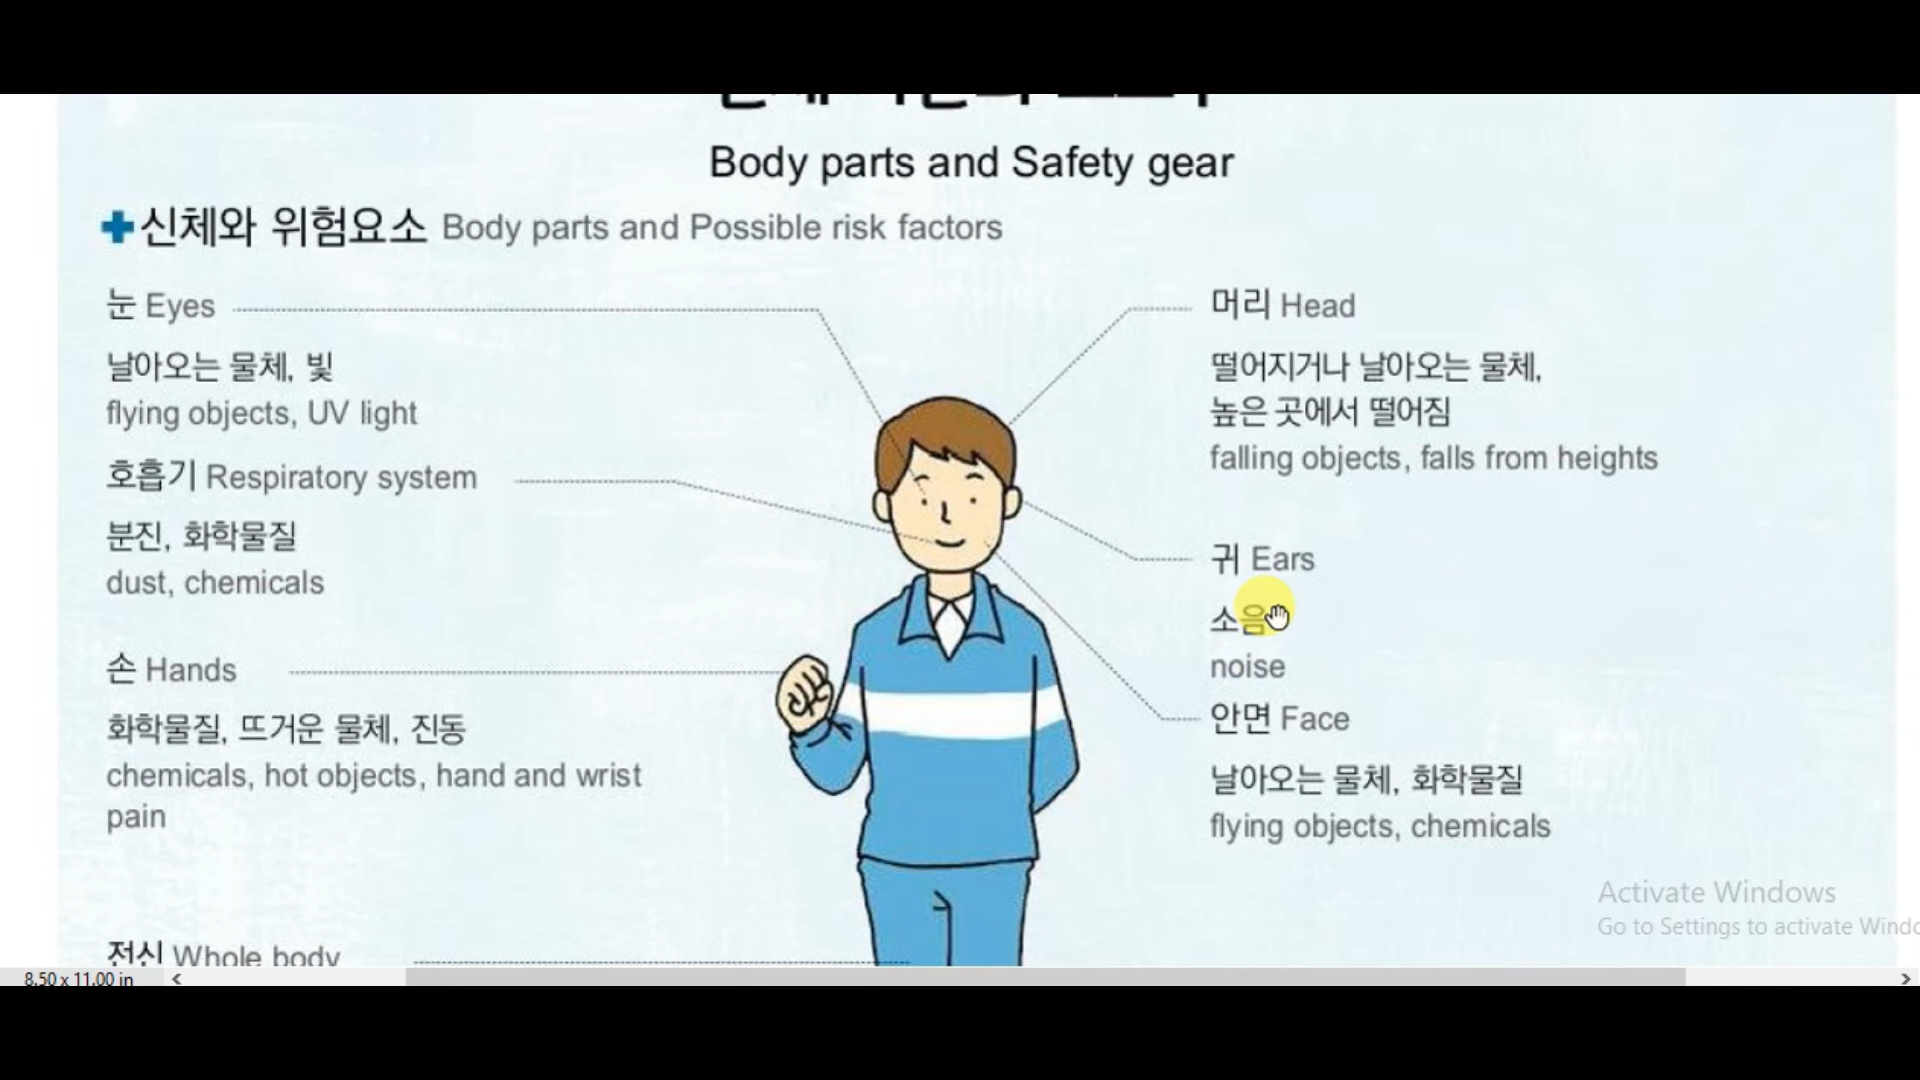 Body parts and Safety gear
신체와 위험요소 Body parts and Possible risk factors
눈 Eyes
날아오는 물체, 빛
flying objects, UV light
호흡기 Respiratory system
분진, 화학물질
dust, chemicals
손 Hands
화학물질, 뜨거운 물체, 진동
chemicals, hot objects, hand and wrist
pain
전신 Whole body
머리 Head
떨어지거나 날아오는 물체,
높은 곳에서 떨어짐
falling objects, falls from heights
귀 Ears
소음
noise
안면 Face
날아오는 물체, 화학물질
flying objects, chemicals
Activate Windows
Go to Settings to activate Windo
8.50 x 11.00 in